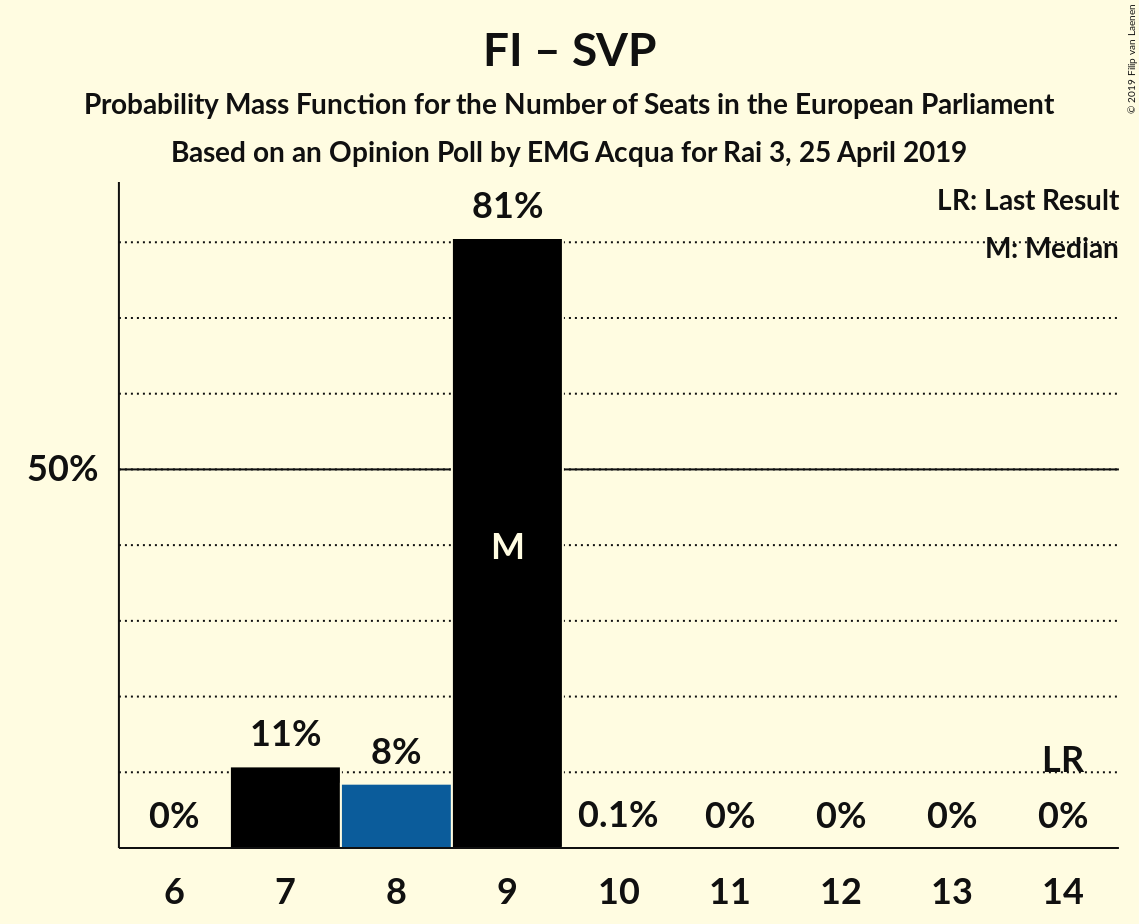 FI – SVP
Probability Mass Function for the Number of Seats in the European Parliament
Based on an Opinion Poll by EMG Acqua for Rai 3, 25 April 2019
© 2019 Filip van Laenen
LR: Last Result
M: Median
50%
0%
11%
8%
81%
M
0.1%
0%
0%
0%
LR
0%
6 7 8 9 10 11 12 13 14